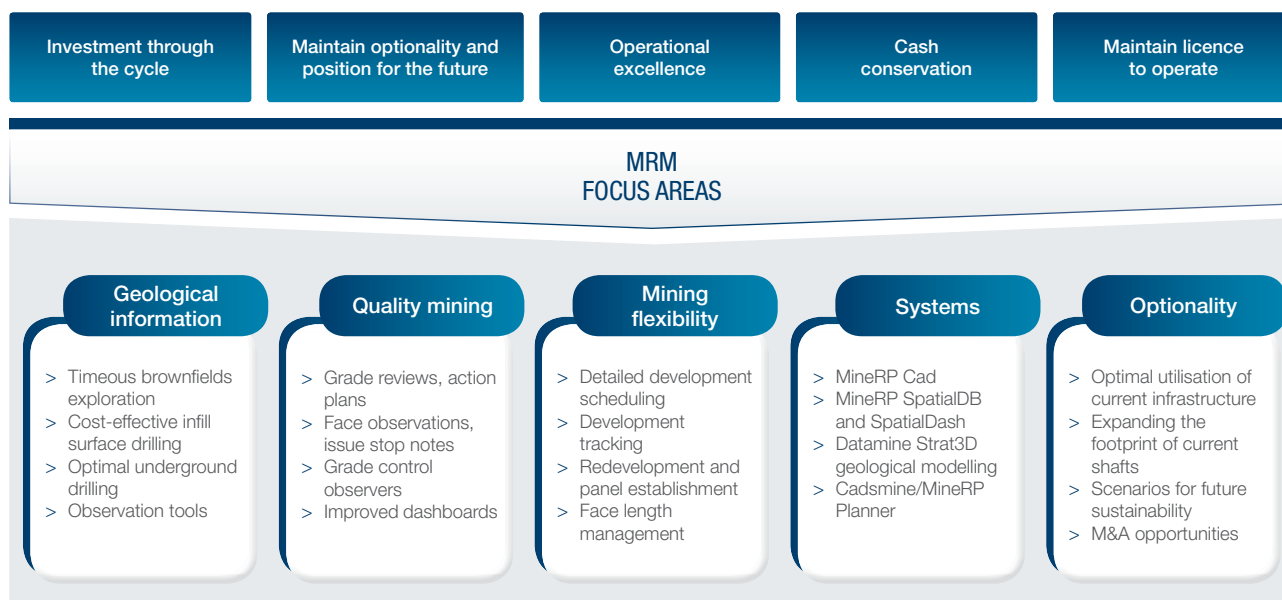 Investment through
the cycle
Maintain optionality and
position for the future
Operational
excellence
Cash
conservation
Maintain licence
to operate
MRM
FOCUS AREAS
Geological
information
> Timeous brownfields
exploration
> Cost-effective infill
surface drilling
> Optimal underground
drilling
> Observation tools
Quality mining
> Grade reviews, action
plans
> Face observations,
issue stop notes
> Grade control
observers
> Improved dashboards
Mining
flexibility
> Detailed development
scheduling
> Development
tracking
> Redevelopment and
panel establishment
> Face length
management
Systems
> MineRP Cad
> MineRP SpatialDB
and SpatialDash
> Datamine Strat3D
geological modelling
> Cadsmine/MineRP
Planner
Optionality
> Optimal utilisation of
current infrastructure
> Expanding the
footprint of current
shafts
> Scenarios for future
sustainability
> M&A opportunities